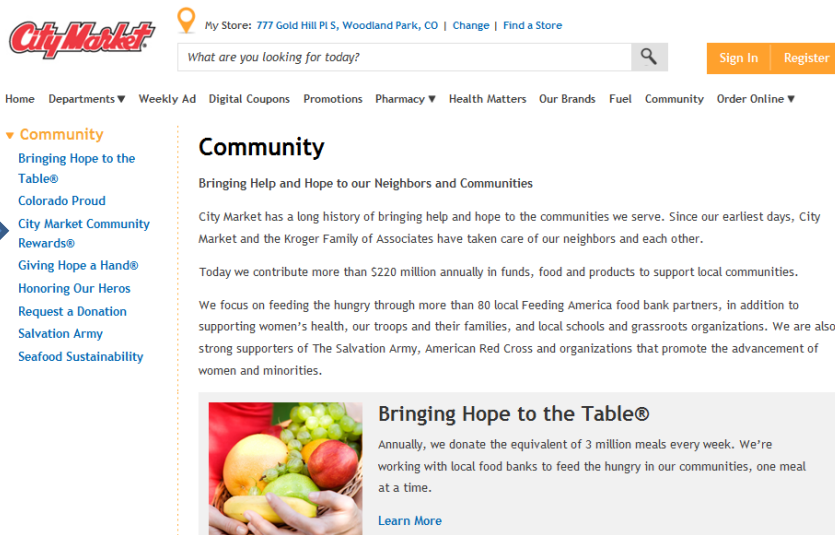 City Market.
My Store: 777 Gold Hill Pl S, Woodland Park, CO | Change | Find a Store
What are you looking for today?
Sign In Register
Home Departments▼ Weekly Ad Digital Coupons Promotions Pharmacy▼ Health Matters Our Brands Fuel Community Order Online▼
Community
Bringing Hope to the
Table®
Colorado Proud
City Market Community
Rewards®
Giving Hope a Hand®
Honoring Our Heros
Request a Donation
Salvation Army
Seafood Sustainability
Community
Bringing Help and Hope to our Neighbors and Communities
City Market has a long history of bringing help and hope to the communities we serve. Since our earliest days, City
Market and the Kroger Family of Associates have taken care of our neighbors and each other.
Today we contribute more than $220 million annually in funds, food and products to support local communities.
We focus on feeding the hungry through more than 80 local Feeding America food bank partners, in addition to
supporting women's health, our troops and their families, and local schools and grassroots organizations. We are also
strong supporters of The Salvation Army, American Red Cross and organizations that promote the advancement of
women and minorities.
Bringing Hope to the Table®
Annually, we donate the equivalent of 3 million meals every week. We're
working with local food banks to feed the hungry in our communities, one meal
at a time.
Learn More